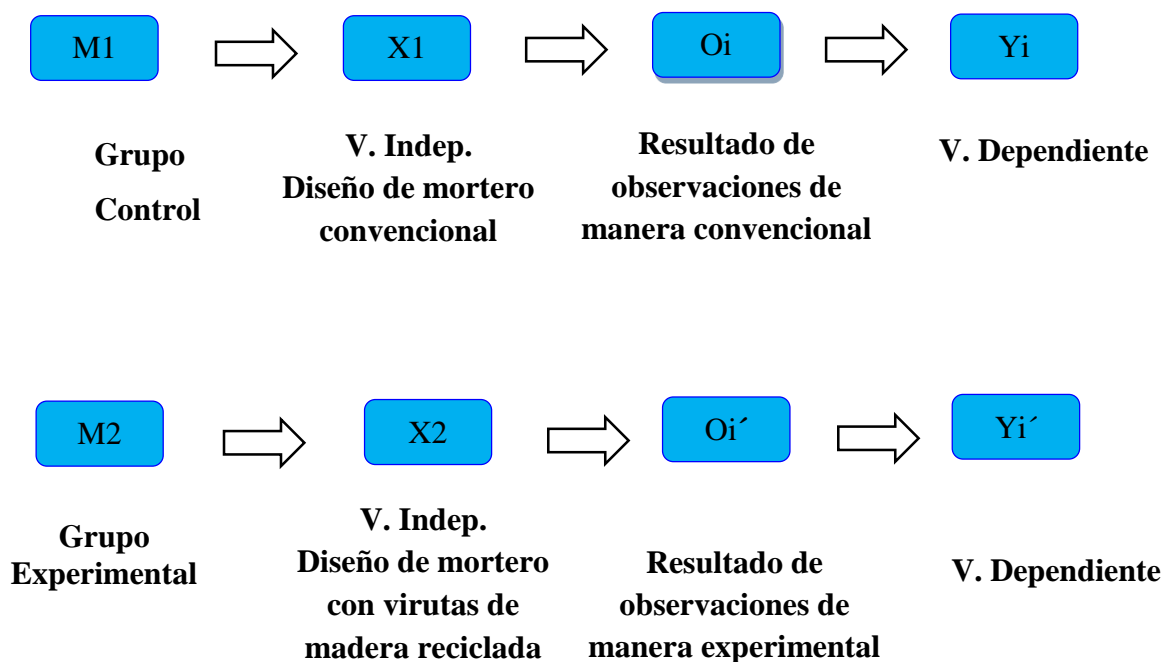 M1
X1
Oi
Yi
Grupo
Control
V. Indep.
Diseño de mortero
convencional
Resultado de
observaciones de
manera convencional
V. Dependiente
M2
X2
Oi´
Yi´
Grupo
Experimental
V. Indep.
Diseño de mortero
con virutas de
madera reciclada
Resultado de
observaciones de
manera experimental
V. Dependiente